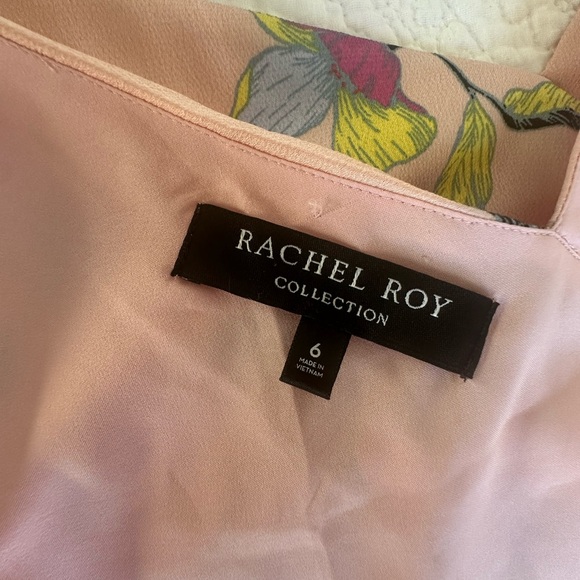 RACHEL ROY
COLLECTION
6
MADE IN
VIETNAM